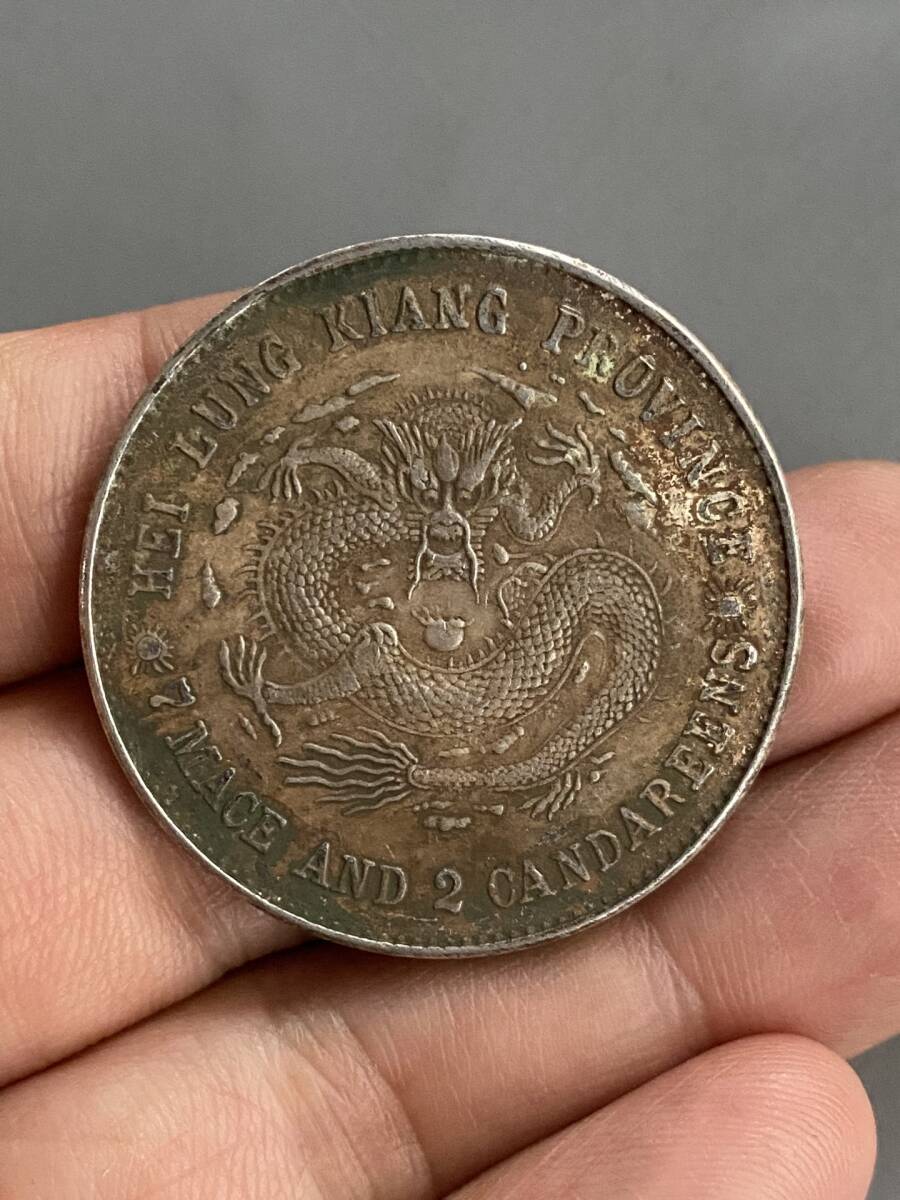 HEI LUNG KIANG PROVINCE
7 MACE AND 2 CANDAREENS